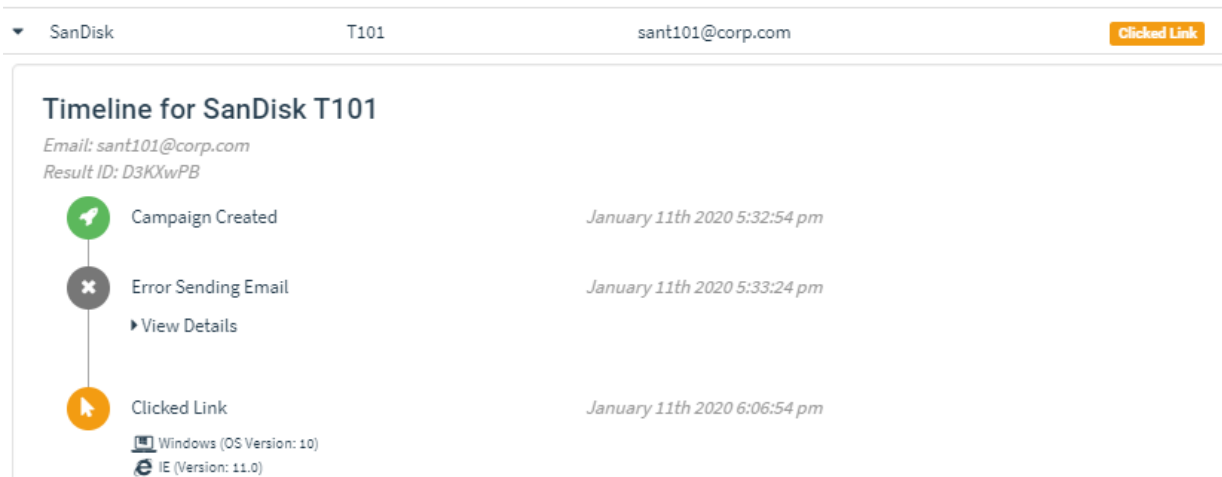 SanDisk T101 sant101@corp.com Clicked Link
Timeline for SanDisk T101
Email: sant101@corp.com
Result ID: D3KXwPB
Campaign Created January 11th 2020 5:32:54 pm
Error Sending Email January 11th 2020 5:33:24 pm
View Details
Clicked Link January 11th 2020 6:06:54 pm
Windows (OS Version: 10)
IE (Version: 11.0)